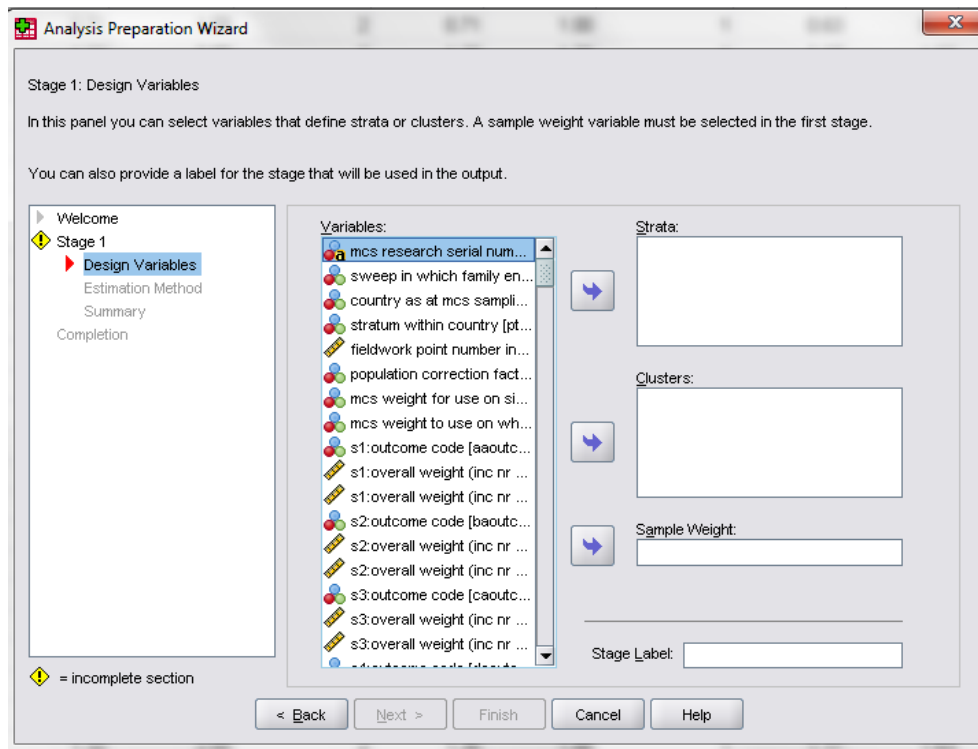 Analysis Preparation Wizard
Stage 1: Design Variables
In this panel you can select variables that define strata or clusters. A sample weight variable must be selected in the first stage.
You can also provide a label for the stage that will be used in the output.
Welcome
Stage 1
Design Variables
Estimation Method
Summary
Completion
! = incomplete section
Variables:
mcs research serial num...
sweep in which family en...
country as at mcs sampli...
stratum within country [pt...
fieldwork point number in...
population correction fact...
mcs weight for use on si...
mcs weight to use on wh...
s1:outcome code [aaoutc...
s1:overall weight (inc nr ...
s1:overall weight (inc nr ...
s2:outcome code [baoutc...
s2:overall weight (inc nr ...
s2:overall weight (inc nr ...
s3:outcome code [caoutc...
s3:overall weight (inc nr ...
s3:overall weight (inc nr ...
Strata:
Clusters:
Sample Weight:
Stage Label:
< Back
Next >
Finish
Cancel
Help